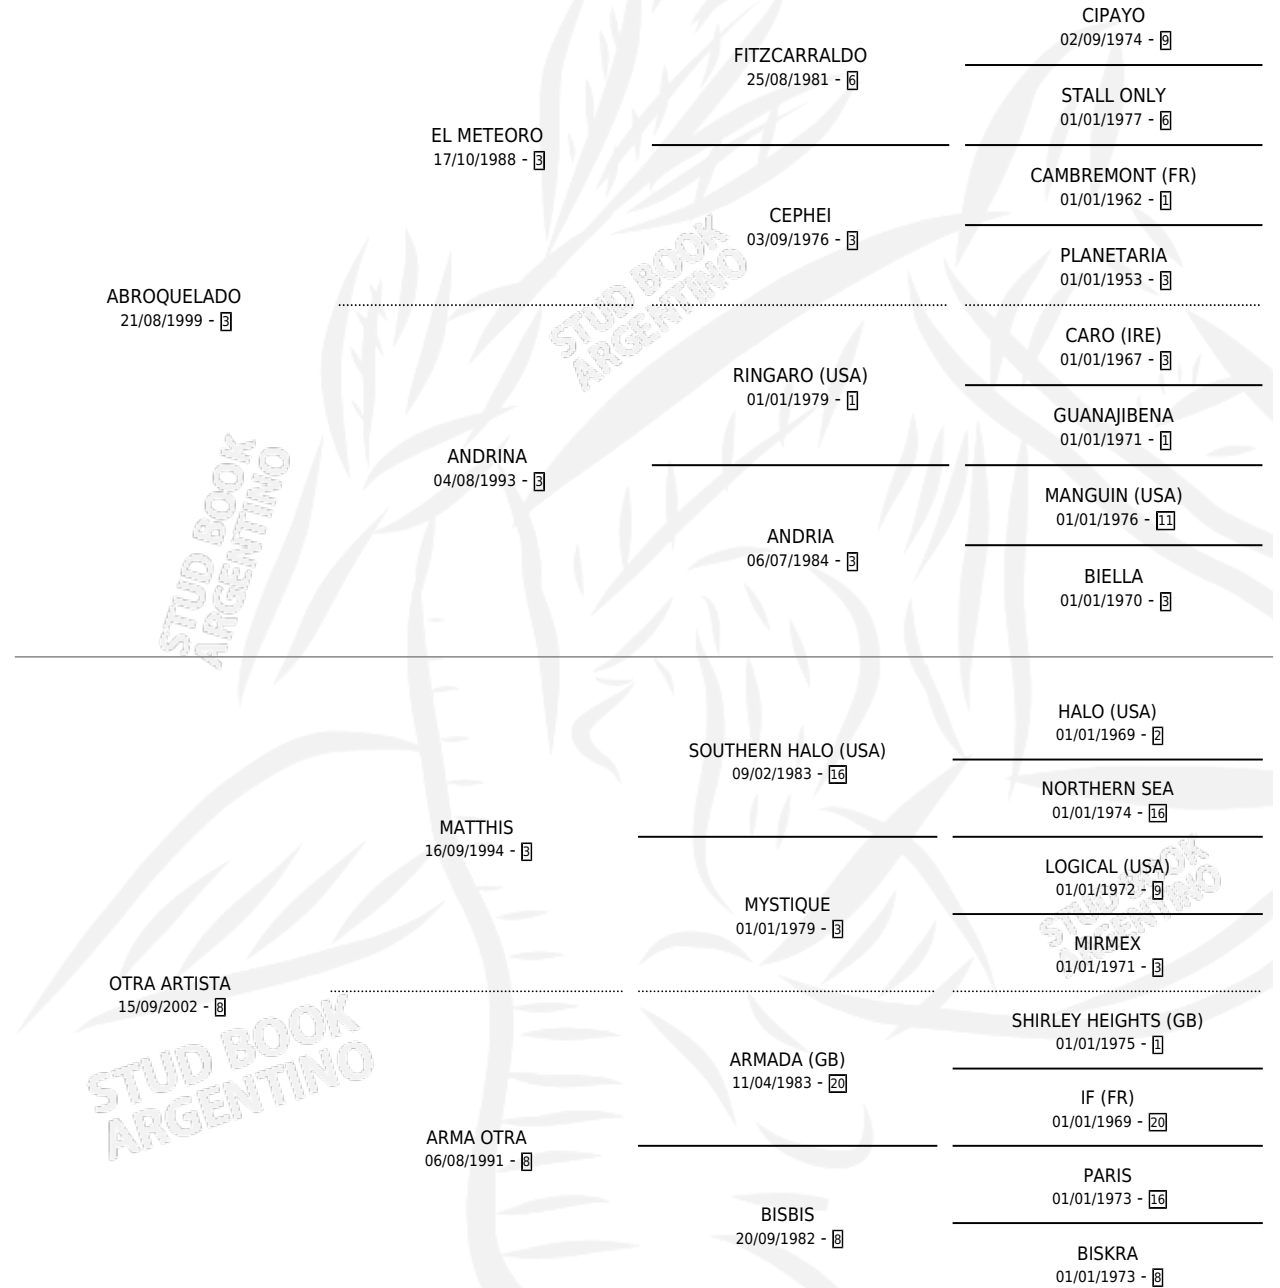 CIPAYO
02/09/1974 - 9
FITZCARRALDO
25/08/1981 - 6
STALL ONLY
01/01/1977 - 6
EL METEORO
17/10/1988 - 3
CAMBREMONT (FR)
01/01/1962 - 1
CEPHEI
03/09/1976 - 3
PLANETARIA
01/01/1953 - 3
ABROQUELADO
21/08/1999 - 3
CARO (IRE)
01/01/1967 - 3
RINGARO (USA)
01/01/1979 - 1
GUANAJIBENA
01/01/1971 - 1
ANDRINA
04/08/1993 - 3
MANGUIN (USA)
01/01/1976 - 11
ANDRIA
06/07/1984 - 3
BIELLA
01/01/1970 - 3
HALO (USA)
01/01/1969 - 2
SOUTHERN HALO (USA)
09/02/1983 - 16
NORTHERN SEA
01/01/1974 - 16
MATTHIS
16/09/1994 - 3
LOGICAL (USA)
01/01/1972 - 9
MYSTIQUE
01/01/1979 - 3
MIRMEX
01/01/1971 - 3
OTRA ARTISTA
15/09/2002 - 8
SHIRLEY HEIGHTS (GB)
01/01/1975 - 1
ARMADA (GB)
11/04/1983 - 20
IF (FR)
01/01/1969 - 20
ARMA OTRA
06/08/1991 - 8
PARIS
01/01/1973 - 16
BISBIS
20/09/1982 - 8
BISKRA
01/01/1973 - 8
STUD BOOK
ARGENTINO
STUD BOOK
ARGENTINO
STUD BOOK
ARGENTINO
STUD BOOK
ARGENTINO